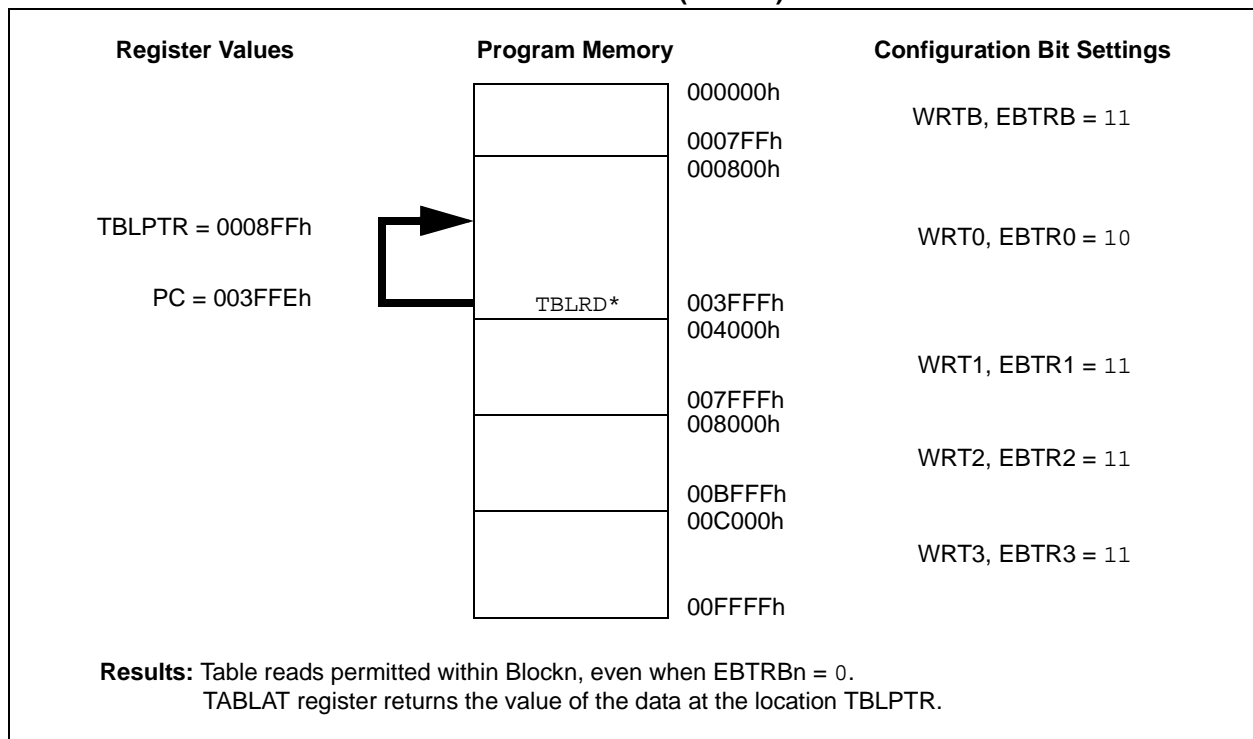 Register Values
Program Memory
Configuration Bit Settings
000000h
WRTB, EBTRB = 11
0007FFh
000800h
TBLPTR = 0008FFh
WRT0, EBTR0 = 10
PC = 003FFEh
TBLRD*
003FFFh
004000h
WRT1, EBTR1 = 11
007FFFh
008000h
WRT2, EBTR2 = 11
00BFFFh
00C000h
WRT3, EBTR3 = 11
00FFFFh
Results: Table reads permitted within Blockn, even when EBTRBn = 0.
TABLAT register returns the value of the data at the location TBLPTR.